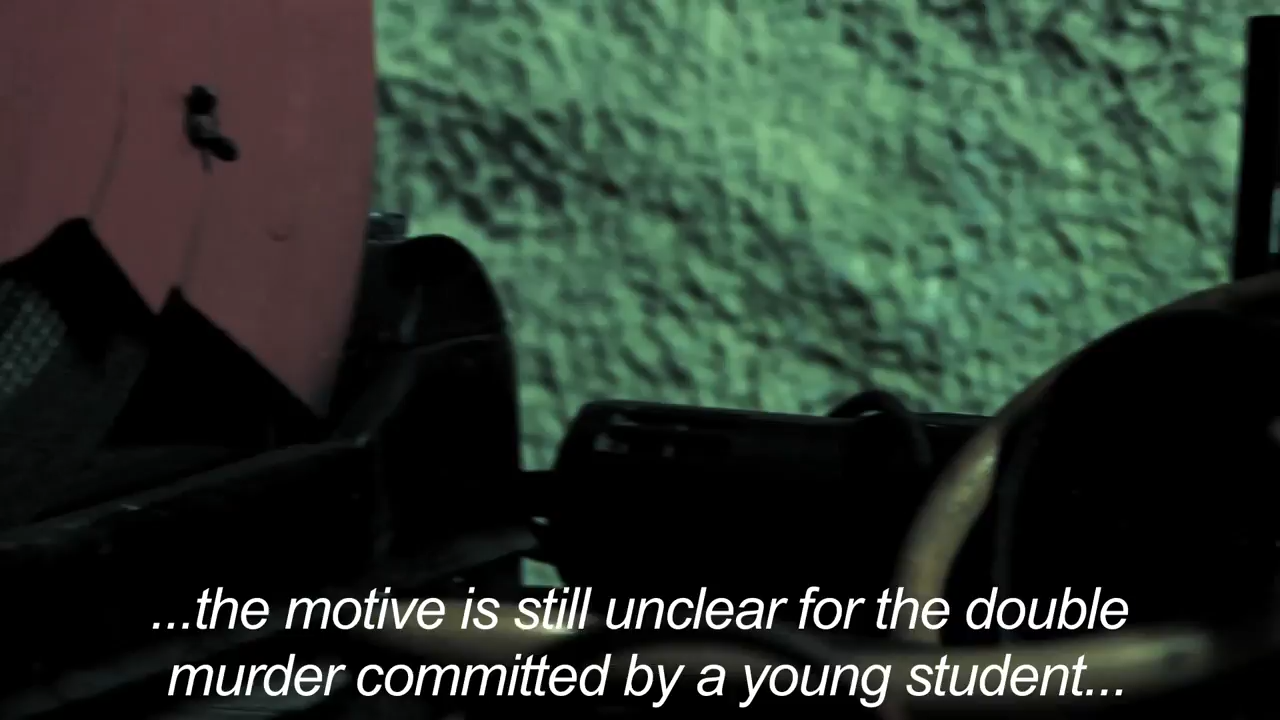 ...the motive is still unclear for the double
murder committed by a young student...